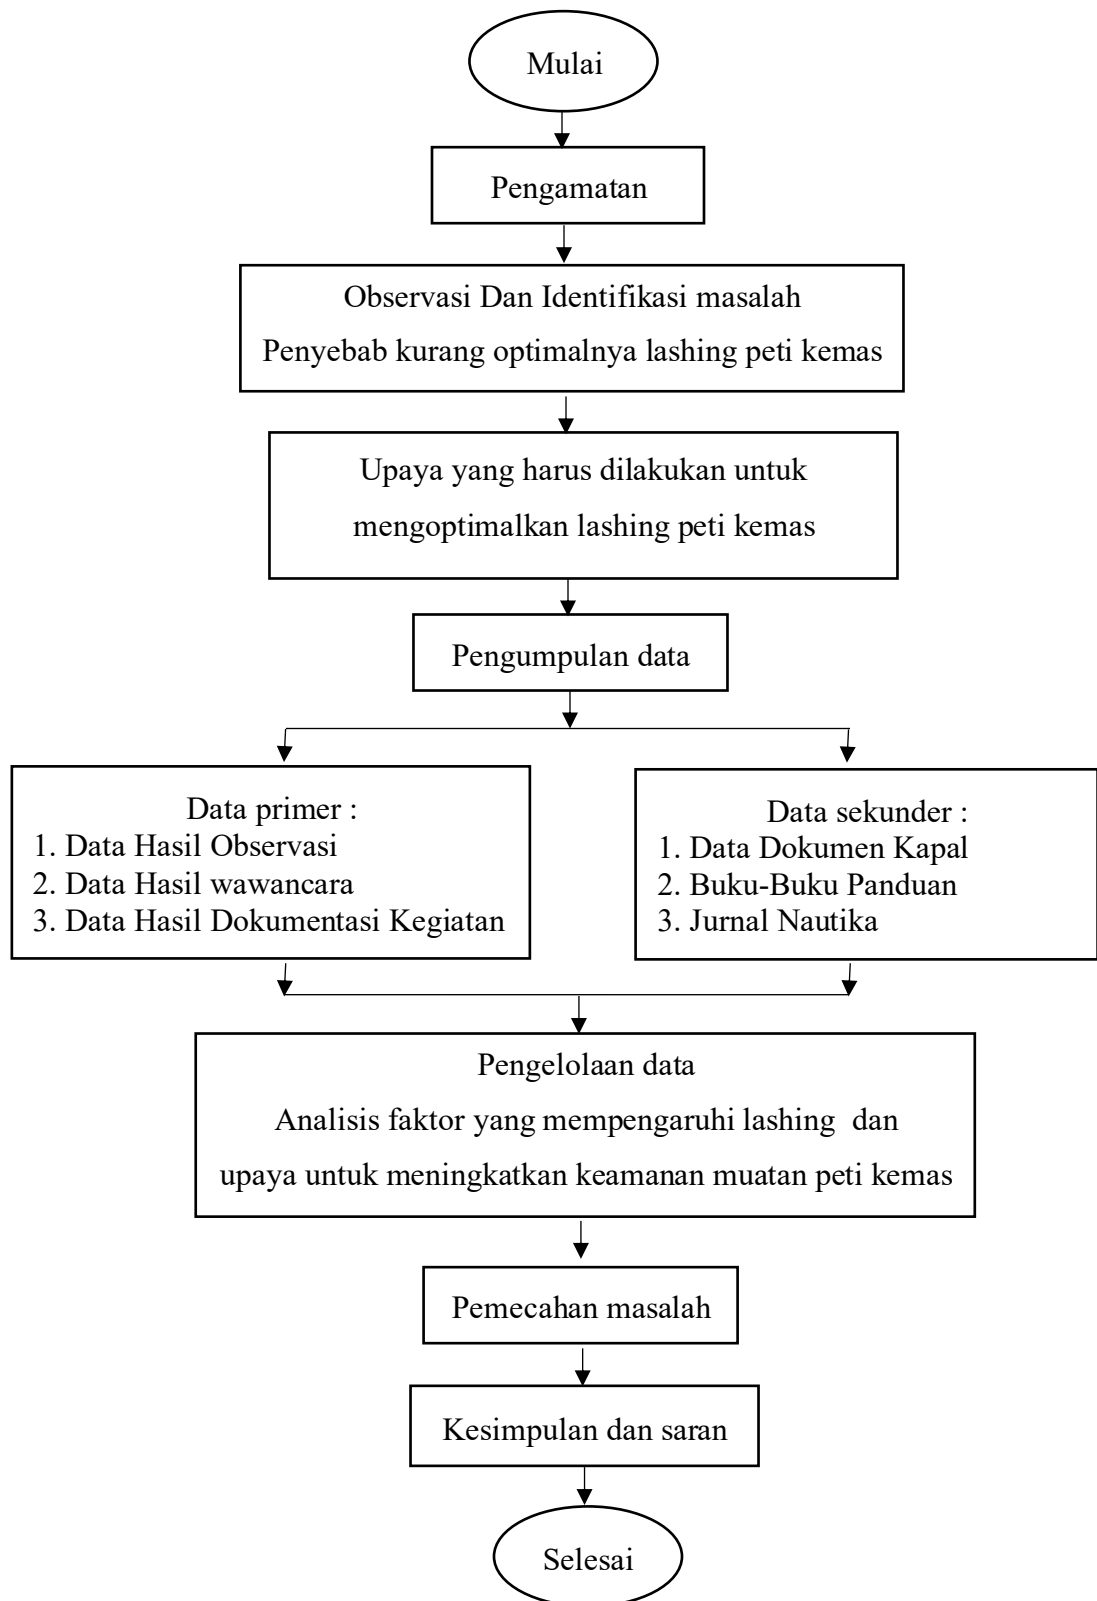 Mulai
Pengamatan
Observasi Dan Identifikasi masalah
Penyebab kurang optimalnya lashing peti kemas
Upaya yang harus dilakukan untuk
mengoptimalkan lashing peti kemas
Pengumpulan data
Data primer :
1. Data Hasil Observasi
2. Data Hasil wawancara
3. Data Hasil Dokumentasi Kegiatan
Data sekunder :
1. Data Dokumen Kapal
2. Buku-Buku Panduan
3. Jurnal Nautika
Pengelolaan data
Analisis faktor yang mempengaruhi lashing  dan
upaya untuk meningkatkan keamanan muatan peti kemas
Pemecahan masalah
Kesimpulan dan saran
Selesai